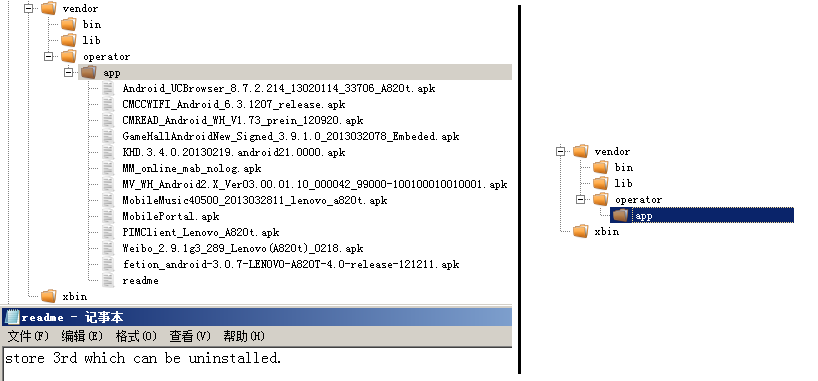 vendor
bin
lib
operator
app
Android_UCBrowser_8.7.2.214_13020114_33706_A820t.apk
CMCCWIFI_Android_6.3.1207_release.apk
CMREAD_Android_WH_V1.73_prein_120920.apk
GameHallAndroidNew_Signed_3.9.1.0_2013032078_Embeded.apk
KHD.3.4.0.20130219.android21.0000.apk
MM_online_mab_nolog.apk
MV_WH_Android2.X_Ver03.00.01.10_000042_99000-100100010010001.apk
MobileMusic40500_2013032811_lenovo_a820t.apk
MobilePortal.apk
PIMClient_Lenovo_A820t.apk
Weibo_2.9.1g3_289_Lenovo(A820t)_0218.apk
fetion_android-3.0.7-LENOVO-A820T-4.0-release-121211.apk
readme
xbin
readme - 记事本
文件(F) 编辑(E) 格式(O) 查看(V) 帮助(H)
store 3rd which can be uninstalled.
vendor
bin
lib
operator
app
xbin